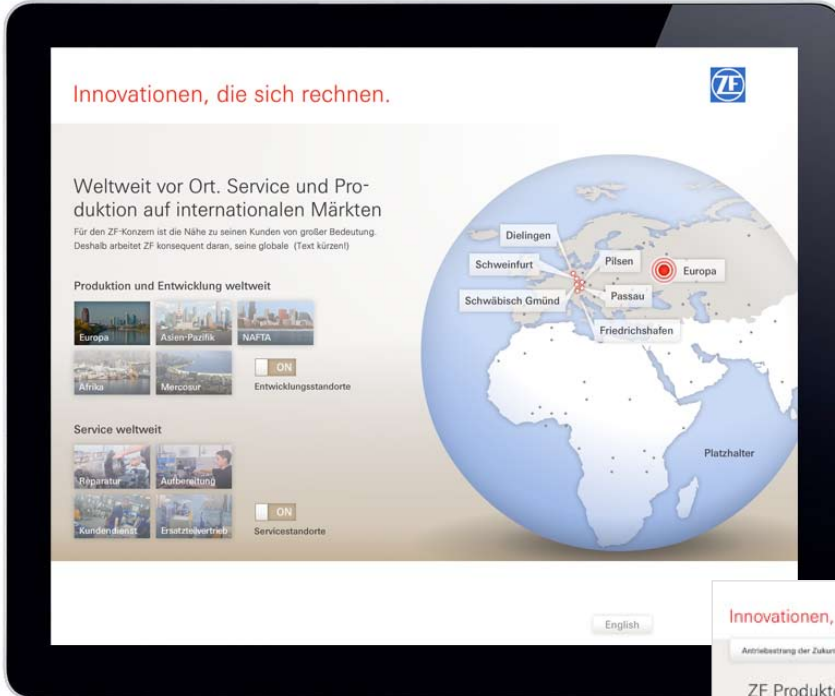 Innovationen, die sich rechnen.
ZF
Weltweit vor Ort. Service und Pro-
duktion auf internationalen Märkten
Für den ZF-Konzern ist die Nähe zu seinen Kunden von großer Bedeutung.
Deshalb arbeitet ZF konsequent daran, seine globale (Text kürzen!)
Produktion und Entwicklung weltweit
Europa
Asien-Pazifik
NAFTA
Afrika
Mercosur
ON
Entwicklungsstandorte
Service weltweit
Reparatur
Aufbereitung
Kundendienst
Ersatzteilvertrieb
ON
Servicestandorte
Dielingen
Schweinfurt
Pilsen
Europa
Schwäbisch Gmünd
Passau
Friedrichshafen
Platzhalter
English
Innovationen,
Antriebsstrang der Zukun
ZF Produkt